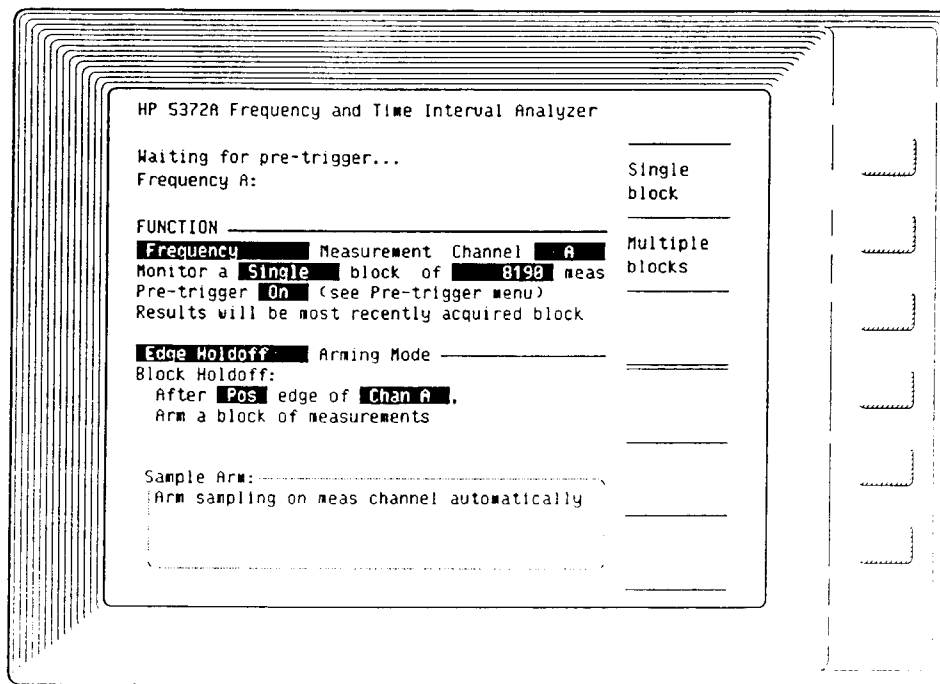 HP 5372A Frequency and Time Interval Analyzer
Waiting for pre-trigger...
Frequency A:
FUNCTION
Frequency Measurement Channel A
Monitor a Single block of 8190 meas
Pre-trigger On (see Pre-trigger menu)
Results will be most recently acquired block
Edge Holdoff Arming Mode
Block Holdoff:
After Pos edge of Chan A,
Arm a block of measurements
Sample Arm:
Arm sampling on meas channel automatically
Single
block
Multiple
blocks